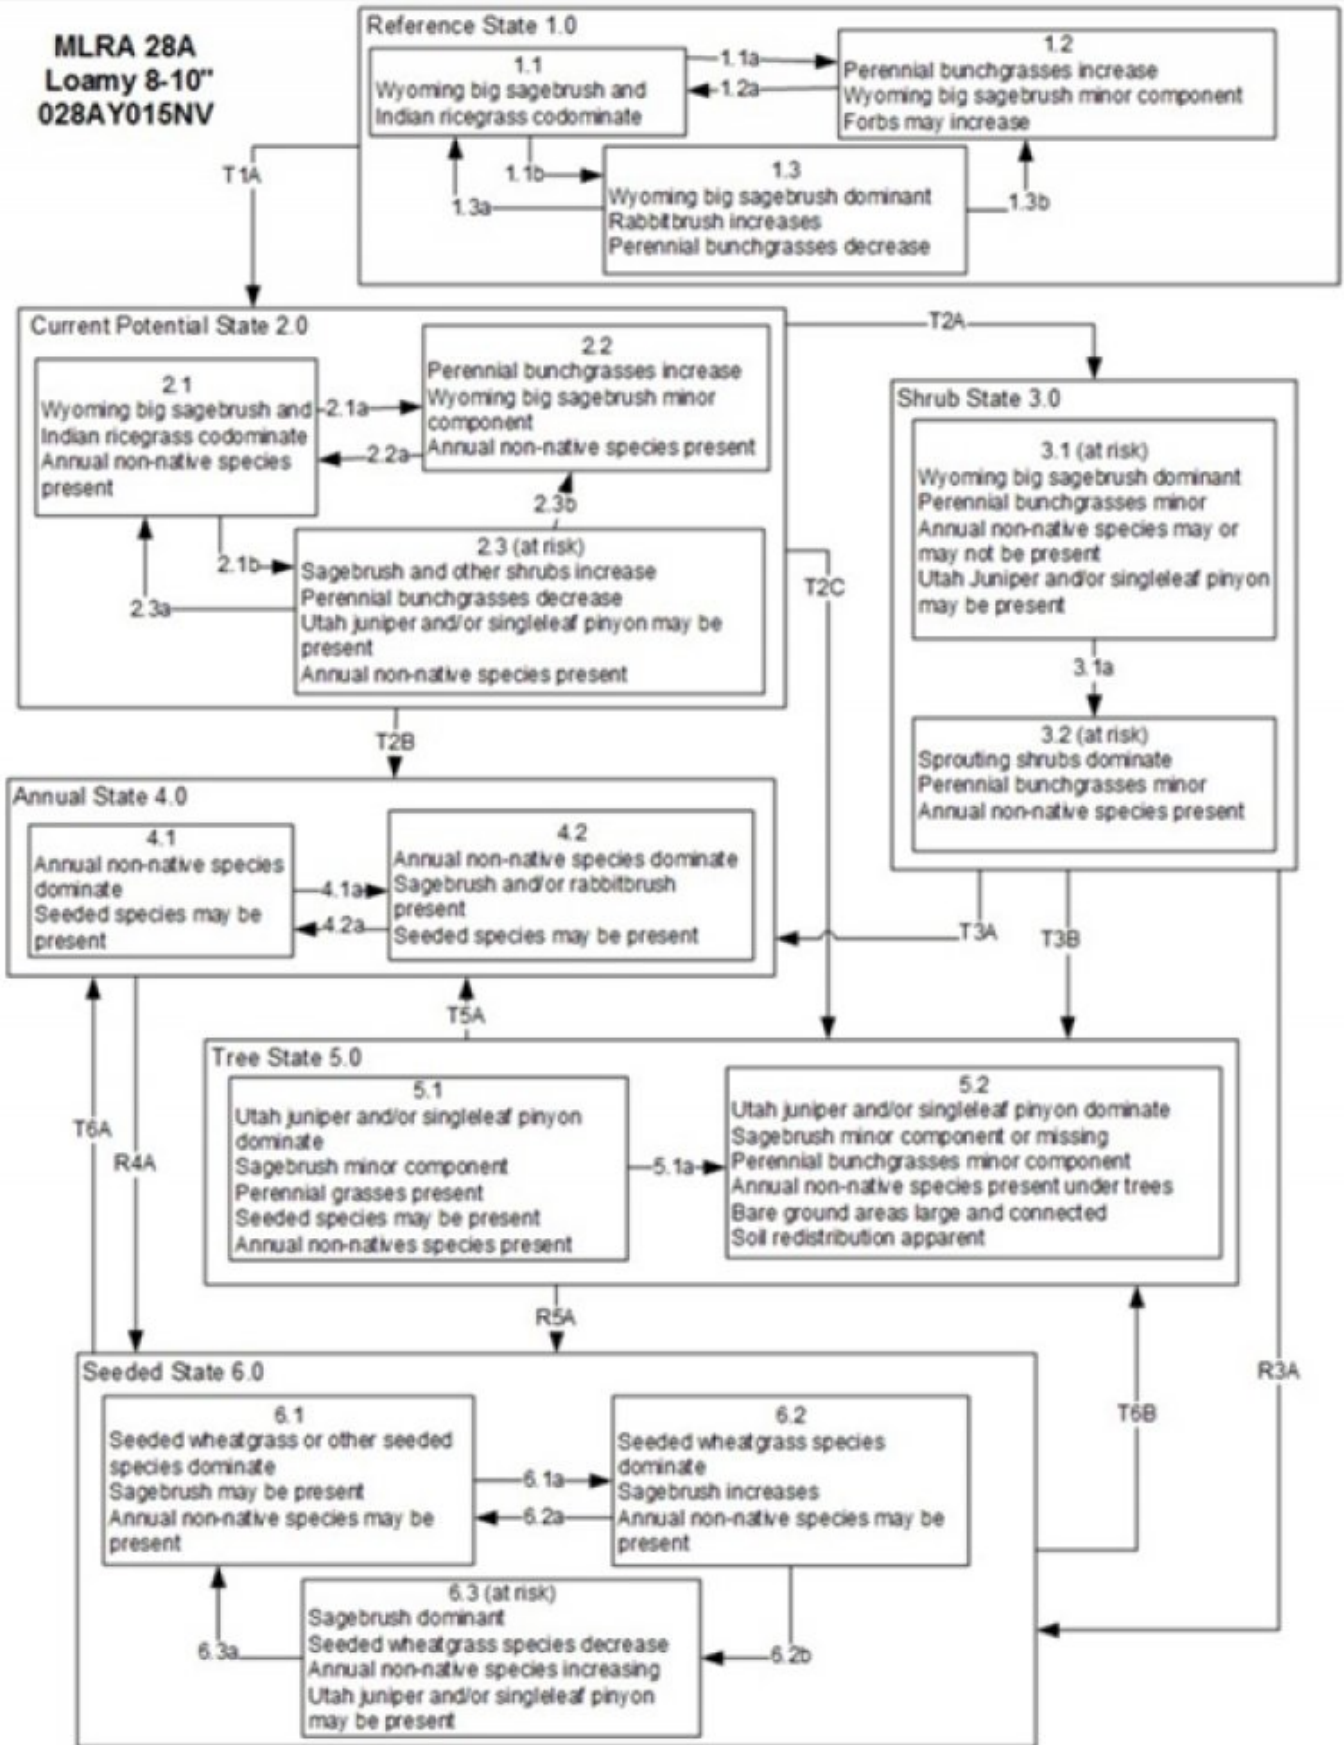 MLRA 28A
Loamy 8-10"
028AY015NV
Reference State 1.0
1.1
Wyoming big sagebrush and
Indian ricegrass codominate
1.1a
1.2a
1.2
Perennial bunchgrasses increase
Wyoming big sagebrush minor component
Forbs may increase
1.1b
1.3a
1.3
Wyoming big sagebrush dominant
Rabbitbrush increases
Perennial bunchgrasses decrease
1.3b
T1A
Current Potential State 2.0
2.1
Wyoming big sagebrush and
Indian ricegrass codominate
Annual non-native species
present
2.1a
2.2a
2.2
Perennial bunchgrasses increase
Wyoming big sagebrush minor
component
Annual non-native species present
2.3b
2.1b
2.3a
2.3 (at risk)
Sagebrush and other shrubs increase
Perennial bunchgrasses decrease
Utah juniper and/or singleleaf pinyon may be
present
Annual non-native species present
T2A
T2C
T2B
Shrub State 3.0
3.1 (at risk)
Wyoming big sagebrush dominant
Perennial bunchgrasses minor
Annual non-native species may or
may not be present
Utah Juniper and/or singleleaf pinyon
may be present
3.1a
3.2 (at risk)
Sprouting shrubs dominate
Perennial bunchgrasses minor
Annual non-native species present
Annual State 4.0
4.1
Annual non-native species
dominate
Seeded species may be
present
4.1a
4.2a
4.2
Annual non-native species dominate
Sagebrush and/or rabbitbrush
present
Seeded species may be present
T3A
T3B
T5A
T6A
R4A
Tree State 5.0
5.1
Utah juniper and/or singleleaf pinyon
dominate
Sagebrush minor component
Perennial grasses present
Seeded species may be present
Annual non-natives species present
5.1a
5.2
Utah juniper and/or singleleaf pinyon dominate
Sagebrush minor component or missing
Perennial bunchgrasses minor component
Annual non-native species present under trees
Bare ground areas large and connected
Soil redistribution apparent
R5A
R3A
T6B
Seeded State 6.0
6.1
Seeded wheatgrass or other seeded
species dominate
Sagebrush may be present
Annual non-native species may be
present
6.1a
6.2a
6.2
Seeded wheatgrass species
dominate
Sagebrush increases
Annual non-native species may be
present
6.3a
6.3 (at risk)
Sagebrush dominant
Seeded wheatgrass species decrease
Annual non-native species increasing
Utah juniper and/or singleleaf pinyon
may be present
6.2b